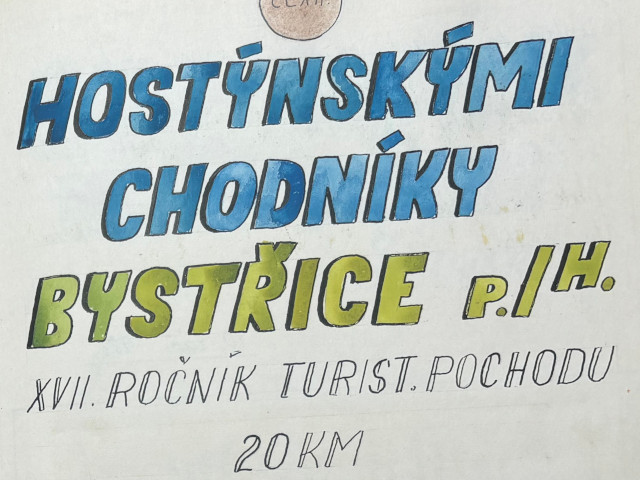 HOSTÝNSKÝMI
CHODNÍKY
BYSTŘICE P./H.
XVII. ROČNÍK TURIST. POCHODU
20 KM